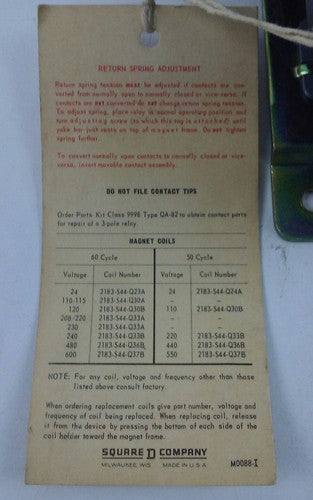 RETURN SPRING ADJUSTMENT
Return spring tension must be adjusted if contacts are con-
verted from normally open to normally closed or vice-versa. If
contacts are not converted do not change return spring tension.
To adjust spring, place relay in normal operating position and
turn adjusting screw (to which this tag is attached) until
yoke bar just rests on top of magnet frame. Do not tighten
spring further.
To convert normally open contacts to normally closed or vice-
versa, invert movable contact assembly.
DO NOT FILE CONTACT TIPS
Order Parts Kit Class 9998 Type QA-82 to obtain contact parts
for repair of a 3-pole relay.
MAGNET COILS
60 Cycle 50 Cycle
Voltage Coil Number Voltage Coil Number
24 2183-S44-Q23A 24 2183-S44-Q24A
110-115 2183-S44-Q30A – –
120 2183-S44-Q30B 110 2183-S44-Q30B
208-220 2183-S44-Q33A – –
230 2183-S44-Q33A – –
240 2183-S44-Q33B 220 2183-S44-Q33B
480 2183-S44-Q36B 440 2183-S44-Q36B
600 2183-S44-Q37B 550 2183-S44-Q37B
NOTE: For any coil, voltage and frequency other than those
listed above consult factory.
When ordering replacement coils give part number, voltage and
frequency of coil being replaced. When replacing coil, release
it from the device by pressing the bottom of each side of the
coil holder toward the magnet frame.
SQUARE D COMPANY
MILWAUKEE, WIS. MADE IN U.S.A. M0088-I